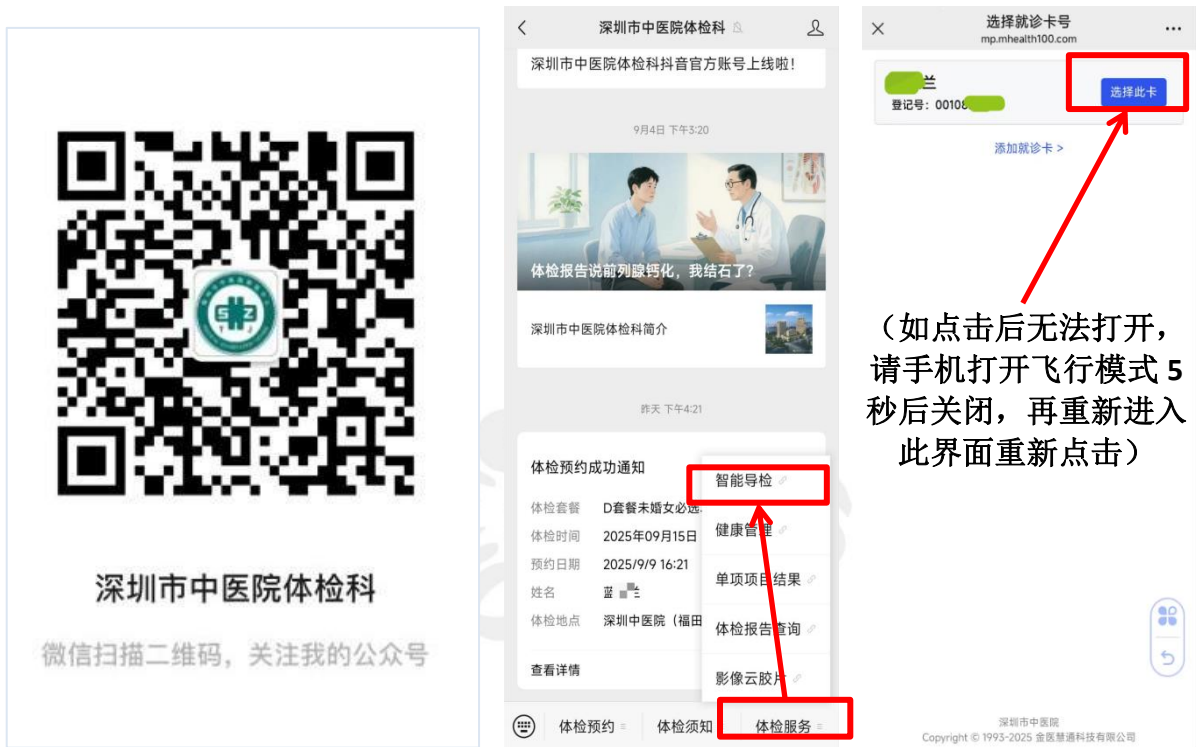 深圳市中医院体检科
微信扫描二维码，关注我的公众号
深圳市中医院体检科
深圳市中医院体检科抖音官方账号上线啦！
9月4日 下午3:20
体检报告说前列腺钙化，我结石了？
深圳市中医院体检科简介
昨天 下午4:21
体检预约成功通知
体检套餐 D套餐未婚女必选
体检时间 2025年09月15日
预约日期 2025/9/9 16:21
姓名 蓝
体检地点 深圳中医院（福田
查看详情
智能导检
健康管理
单项项目结果
体检报告查询
影像云胶片
体检预约
体检须知
体检服务
选择就诊卡号
mp.mhealth100.com
兰
登记号：00108
选择此卡
添加就诊卡 >
（如点击后无法打开，
请手机打开飞行模式 5
秒后关闭，再重新进入
此界面重新点击）
深圳市中医院
Copyright © 1993-2025 金医慧通科技有限公司